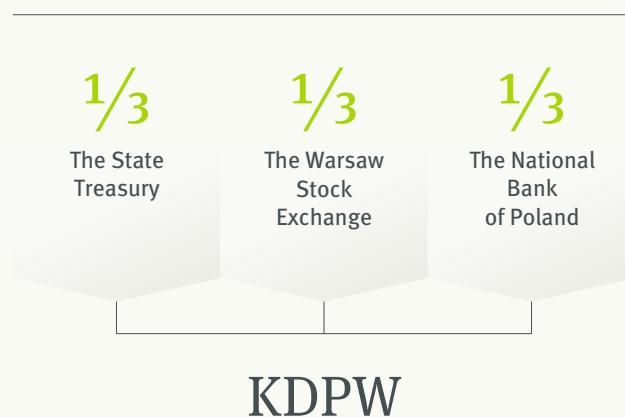 ⅓
The State
Treasury
⅓
The Warsaw
Stock
Exchange
⅓
The National
Bank
of Poland
KDPW